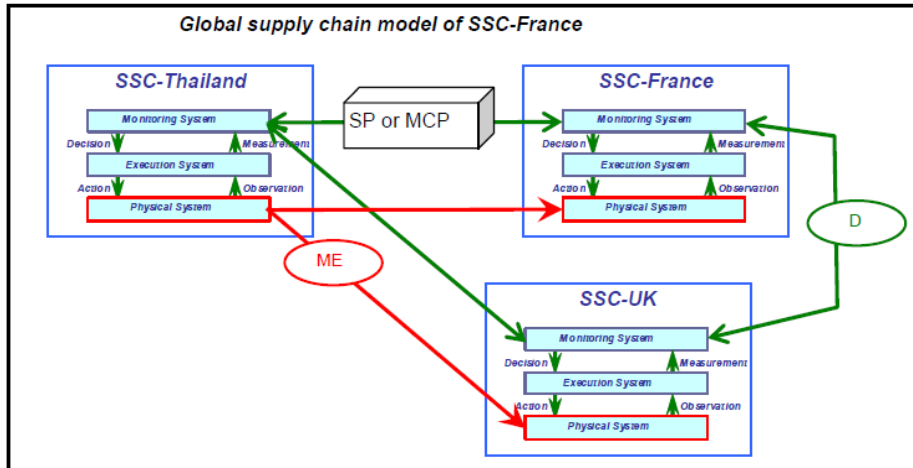 Global supply chain model of SSC-France
SSC-Thailand
Monitoring System
Decision
Measurement
Execution System
Action
Observation
Physical System
SP or MCP
SSC-France
Monitoring System
Decision
Measurement
Execution System
Action
Observation
Physical System
D
ME
SSC-UK
Monitoring System
Decision
Measurement
Execution System
Action
Observation
Physical System